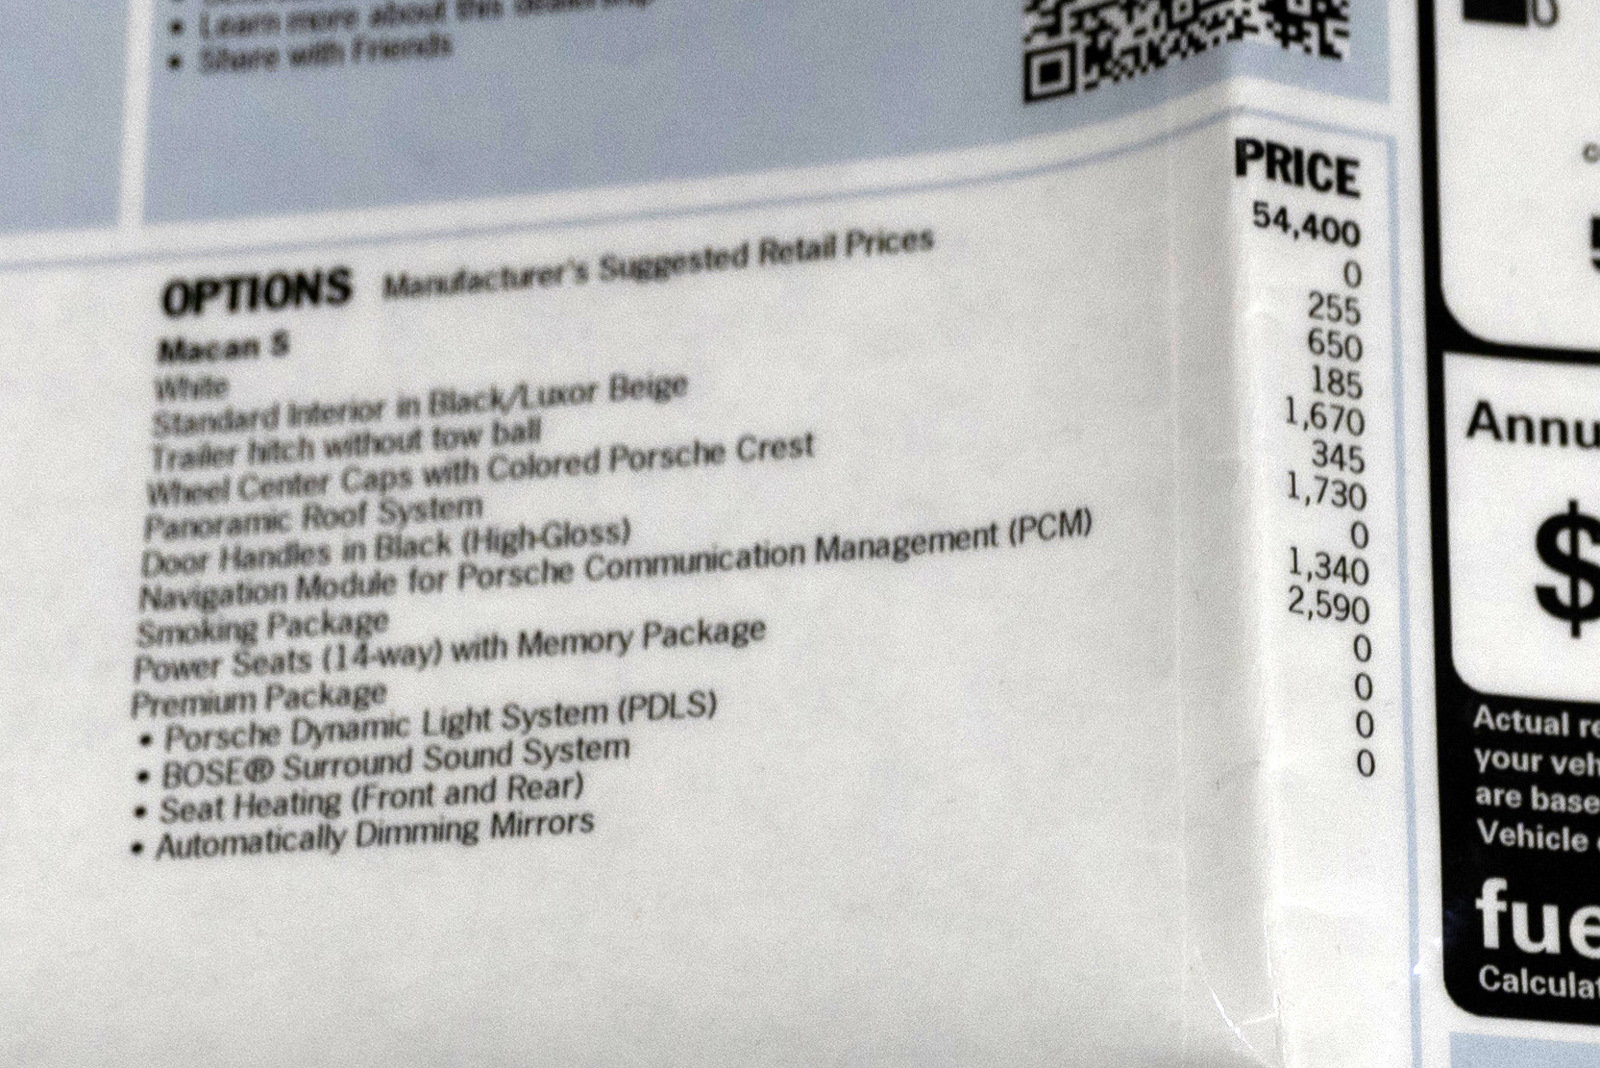 • Learn more about this dealership
• Share with Friends
PRICE
OPTIONS Manufacturer's Suggested Retail Prices
Macan S 54,400
White 0
Standard Interior in Black/Luxor Beige 255
Trailer hitch without tow ball 650
Wheel Center Caps with Colored Porsche Crest 185
Panoramic Roof System 1,670
Door Handles in Black (High-Gloss) 345
Navigation Module for Porsche Communication Management (PCM) 1,730
Smoking Package 0
Power Seats (14-way) with Memory Package 1,340
Premium Package 2,590
• Porsche Dynamic Light System (PDLS) 0
• BOSE® Surround Sound System 0
• Seat Heating (Front and Rear) 0
• Automatically Dimming Mirrors 0
Annu
$
Actual re
your veh
are base
Vehicle
fue
Calculat